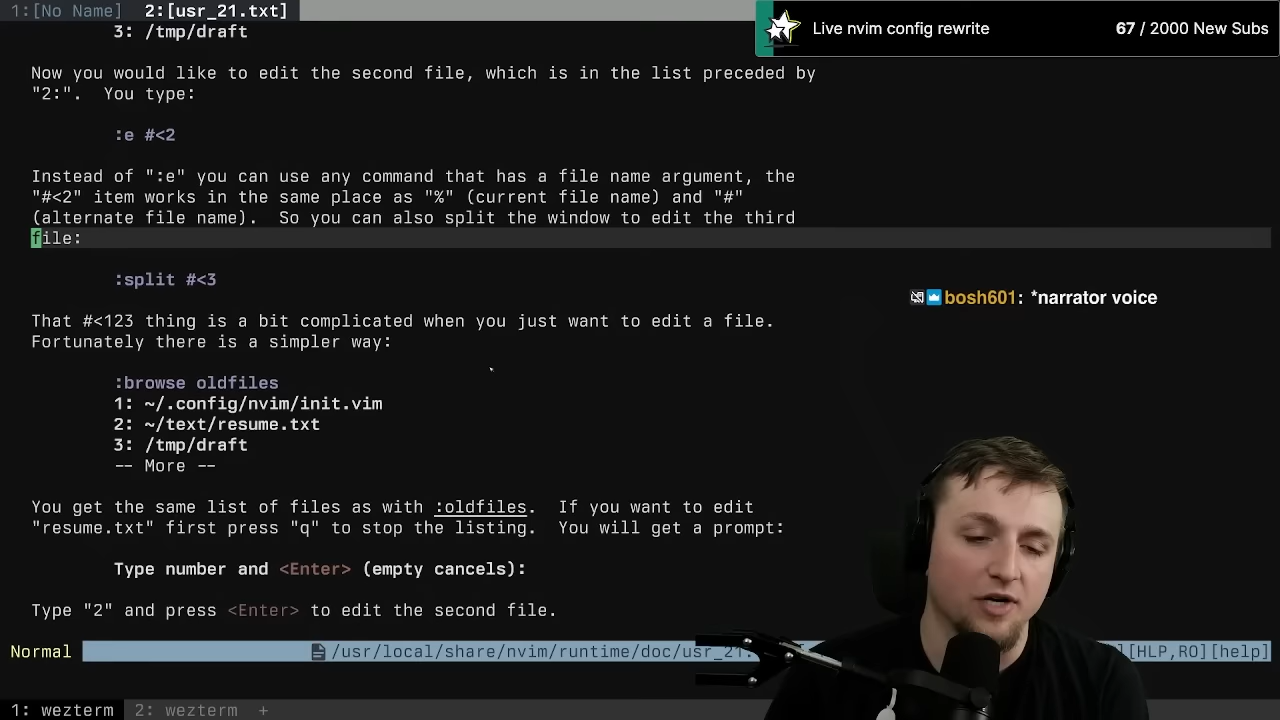 1:[No Name]  2:[usr_21.txt]
3: /tmp/draft
Live nvim config rewrite
67 / 2000 New Subs
Now you would like to edit the second file, which is in the list preceded by
"2:".  You type:
:e #<2
Instead of ":e" you can use any command that has a file name argument, the
"#<2" item works in the same place as "%" (current file name) and "#"
(alternate file name).  So you can also split the window to edit the third
file:
:split #<3
bosh601: *narrator voice
That #<123 thing is a bit complicated when you just want to edit a file.
Fortunately there is a simpler way:
:browse oldfiles
1: ~/.config/nvim/init.vim
2: ~/text/resume.txt
3: /tmp/draft
-- More --
You get the same list of files as with :oldfiles.  If you want to edit
"resume.txt" first press "q" to stop the listing.  You will get a prompt:
Type number and <Enter> (empty cancels):
Type "2" and press <Enter> to edit the second file.
Normal /usr/local/share/nvim/runtime/doc/usr_21. [HLP,RO][help]
1: wezterm  2: wezterm  +